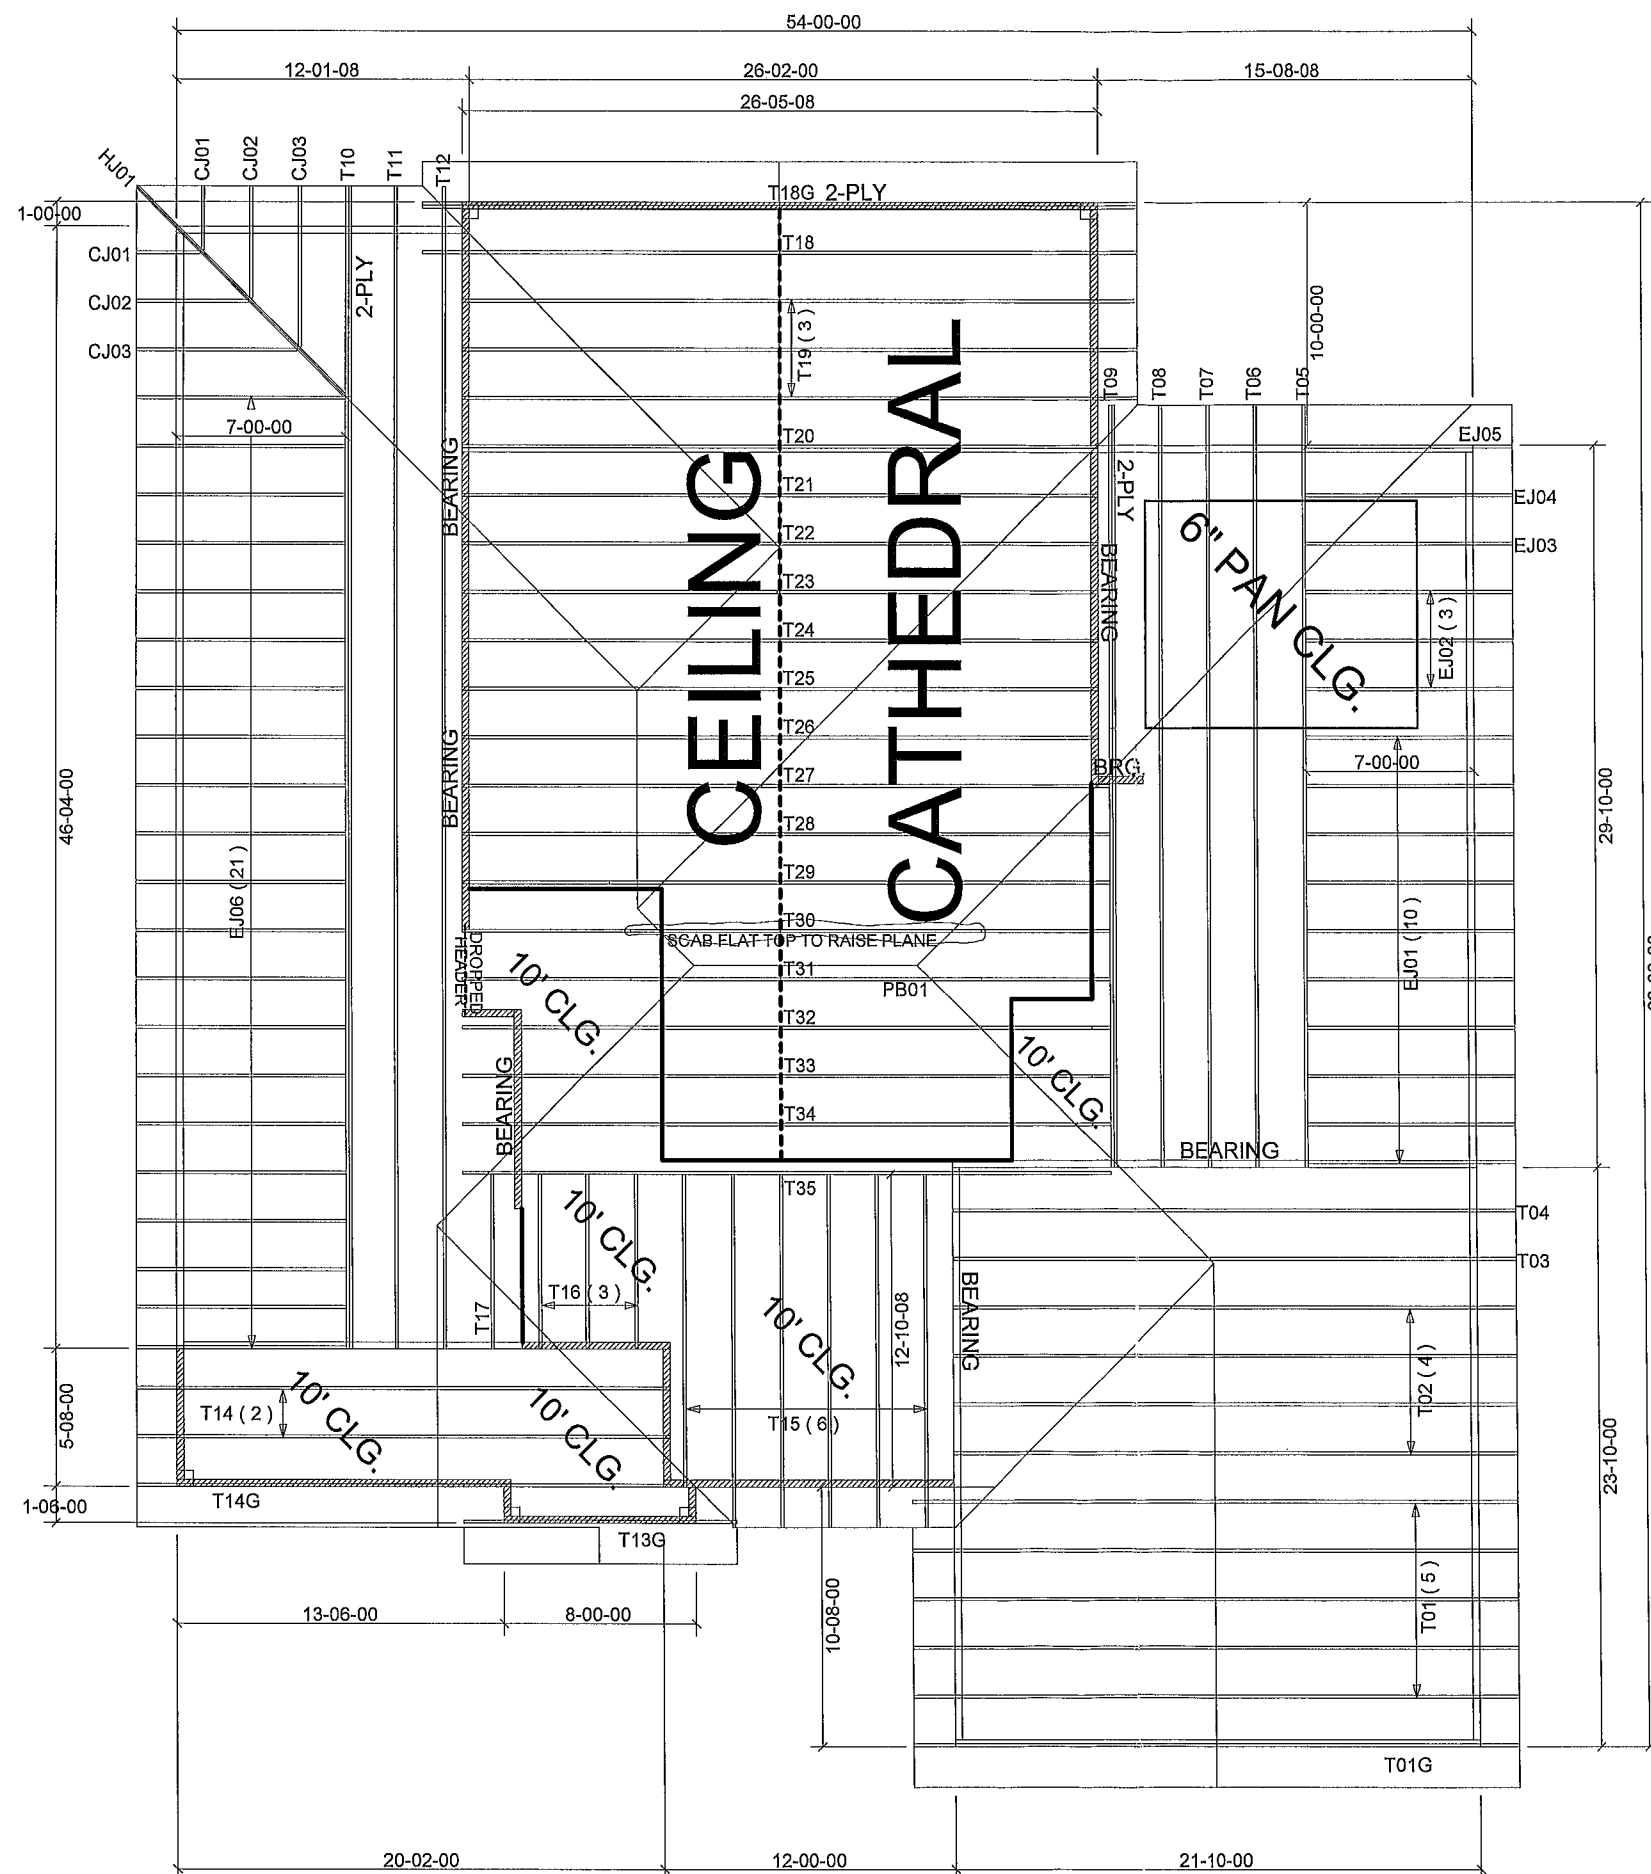 54-00-00
12-01-08
26-02-00
15-08-08
26-05-08
HJ01
CJ01
CJ02
CJ03
T10
T11
T12
T18G 2-PLY
1-00-00
T18
CJ01
2-PLY
CJ02
T19 ( 3 )
10-00-00
CJ03
T09
T08
T07
T06
T05
7-00-00
T20
EJ05
BEARING
CEILING
CATHEDRAL
2-PLY
T21
EJ04
T22
6" PAN CLG.
EJ03
BEARING
T23
T24
EJ02 ( 3 )
T25
T26
BEARING
T27
BRG.
7-00-00
46-04-00
29-10-00
T28
T29
EJ06 ( 21 )
T30
SCAB FLAT TOP TO RAISE PLANE
EJ01 ( 10 )
DROPPED
HEADER
10' CLG.
T31
PB01
T32
10' CLG.
T33
BEARING
T34
BEARING
T35
10' CLG.
T04
T03
T16 ( 3 )
T17
10' CLG.
12-10-08
BEARING
T02 ( 4 )
5-08-00
T14 ( 2 )
10' CLG.
10' CLG.
T15 ( 6 )
23-10-00
1-06-00
T14G
T13G
T01 ( 5 )
13-06-00
8-00-00
10-08-00
T01G
20-02-00
12-00-00
21-10-00